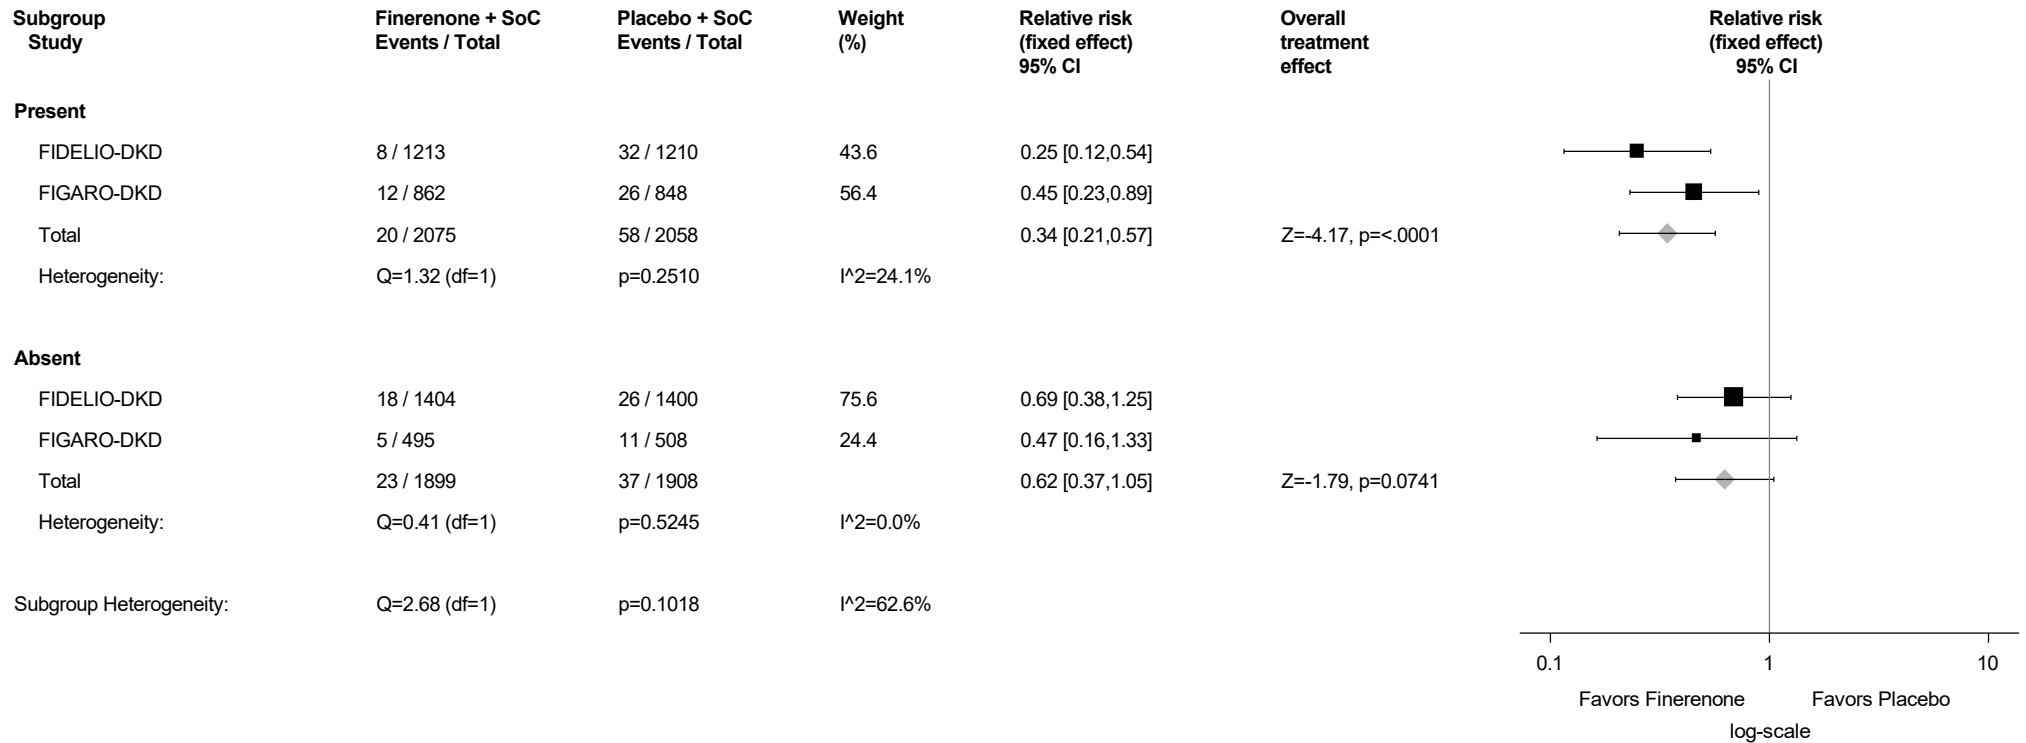 Subgroup Finerenone + SoC Placebo + SoC Weight Relative risk Overall Relative risk
Study Events / Total Events / Total (%) (fixed effect) treatment (fixed effect)
95% CI effect 95% CI
Present
FIDELIO-DKD 8 / 1213 32 / 1210 43.6 0.25 [0.12,0.54]
FIGARO-DKD 12 / 862 26 / 848 56.4 0.45 [0.23,0.89]
Total 20 / 2075 58 / 2058 0.34 [0.21,0.57] Z=-4.17, p=<.0001
Heterogeneity: Q=1.32 (df=1) p=0.2510 I^2=24.1%
Absent
FIDELIO-DKD 18 / 1404 26 / 1400 75.6 0.69 [0.38,1.25]
FIGARO-DKD 5 / 495 11 / 508 24.4 0.47 [0.16,1.33]
Total 23 / 1899 37 / 1908 0.62 [0.37,1.05] Z=-1.79, p=0.0741
Heterogeneity: Q=0.41 (df=1) p=0.5245 I^2=0.0%
Subgroup Heterogeneity: Q=2.68 (df=1) p=0.1018 I^2=62.6%
0.1 1 10
Favors Finerenone Favors Placebo
log-scale